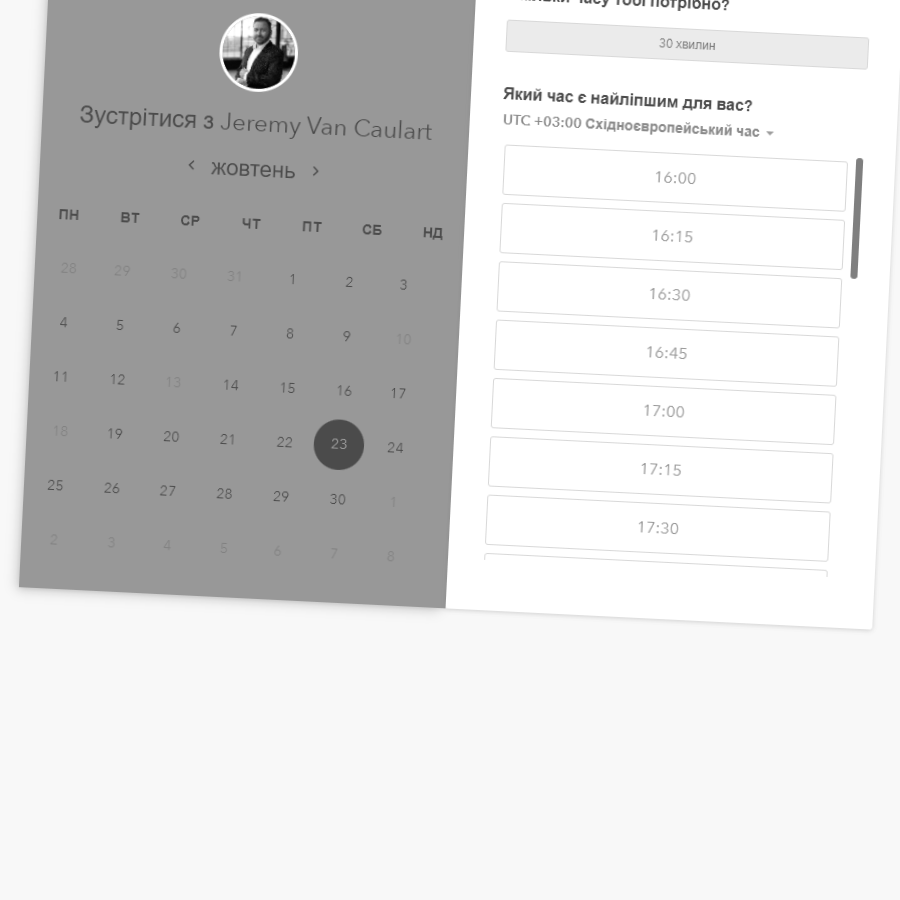 Зустрітися з Jeremy Van Caulart
жовтень
ПН ВТ СР ЧТ ПТ СБ НД
28 29 30 31 1 2 3
4 5 6 7 8 9 10
11 12 13 14 15 16 17
18 19 20 21 22 23 24
25 26 27 28 29 30 1
2 3 4 5 6 7 8
часу тобі потрібно?
30 хвилин
Який час є найліпшим для вас?
UTC +03:00 Східноєвропейський час
16:00
16:15
16:30
16:45
17:00
17:15
17:30